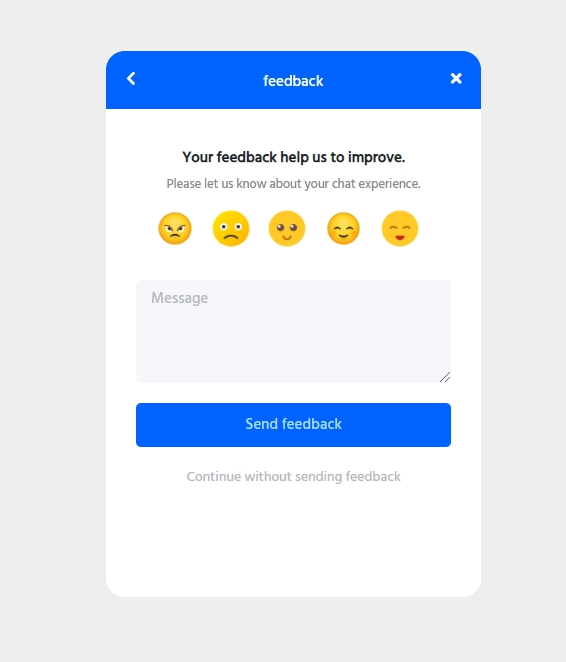 feedback
Your feedback help us to improve.
Please let us know about your chat experience.
Message
Send feedback
Continue without sending feedback